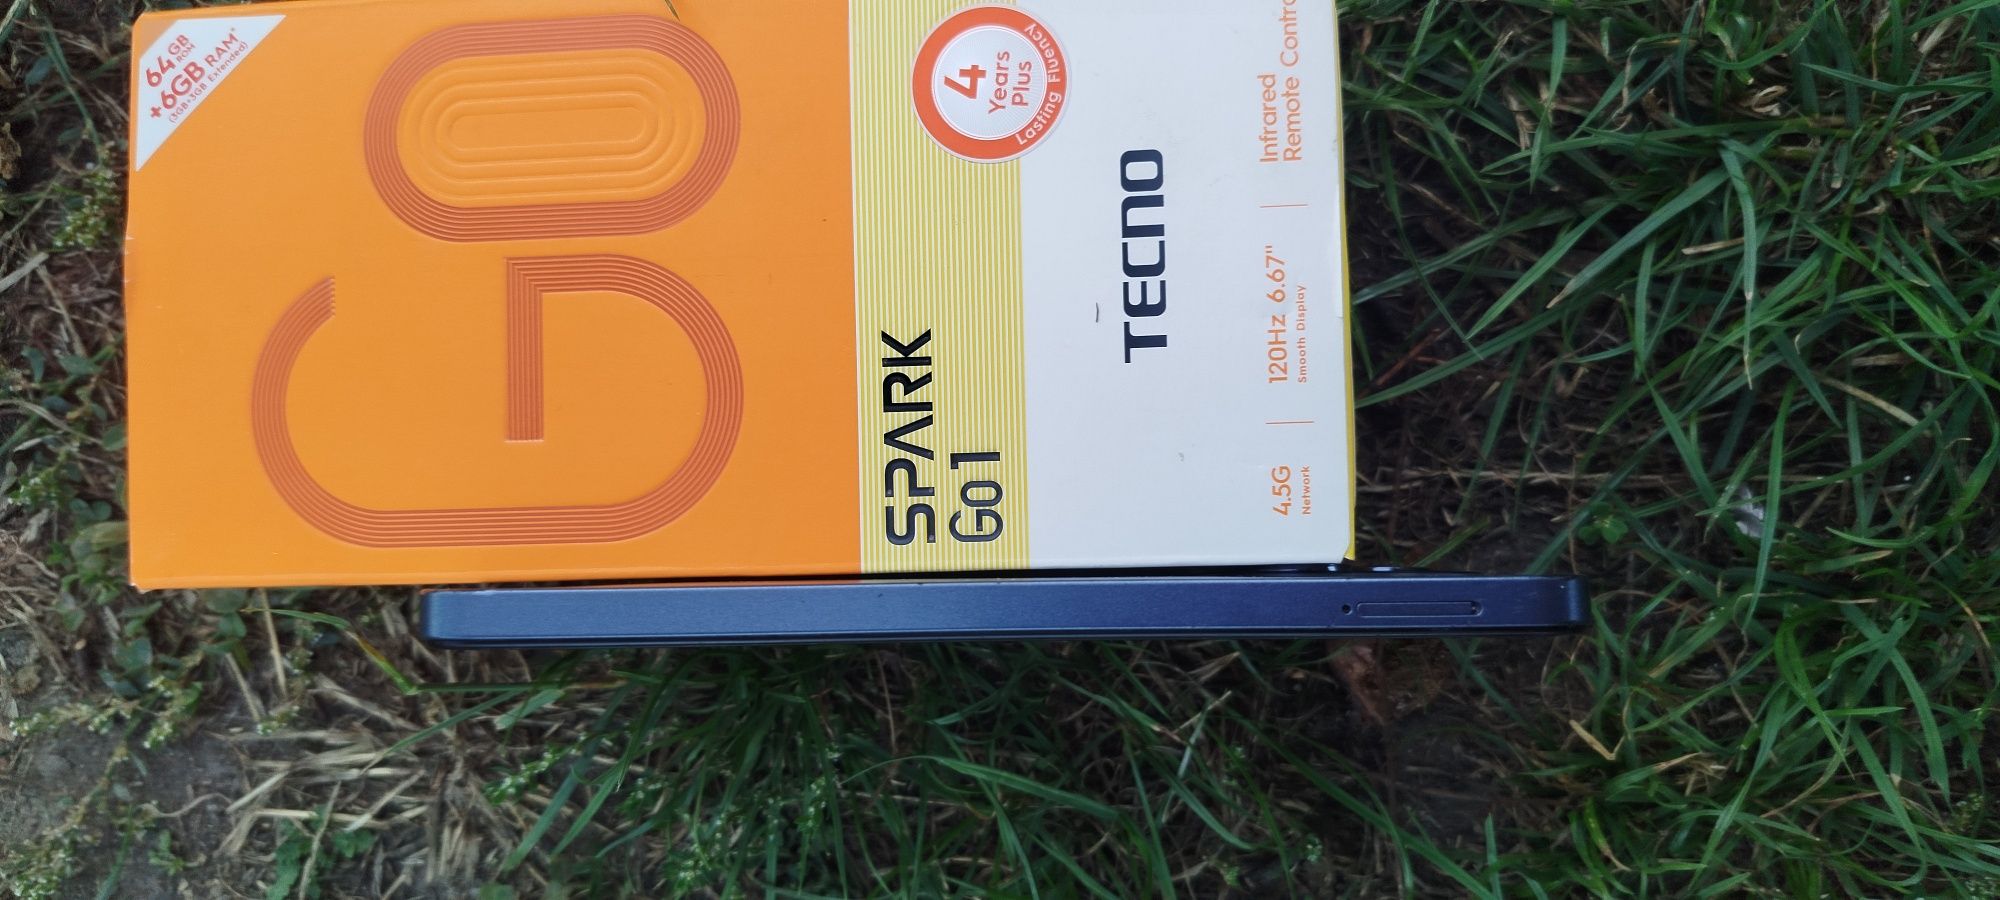 64GB ROM
+6GB RAM*
(3GB+3GB Extended)
GO
SPARK
Go 1
4
Years
Plus
Lasting Fluency
TECNO
4.5G
Network
120Hz 6.67"
Smooth Display
Infrared
Remote Contro